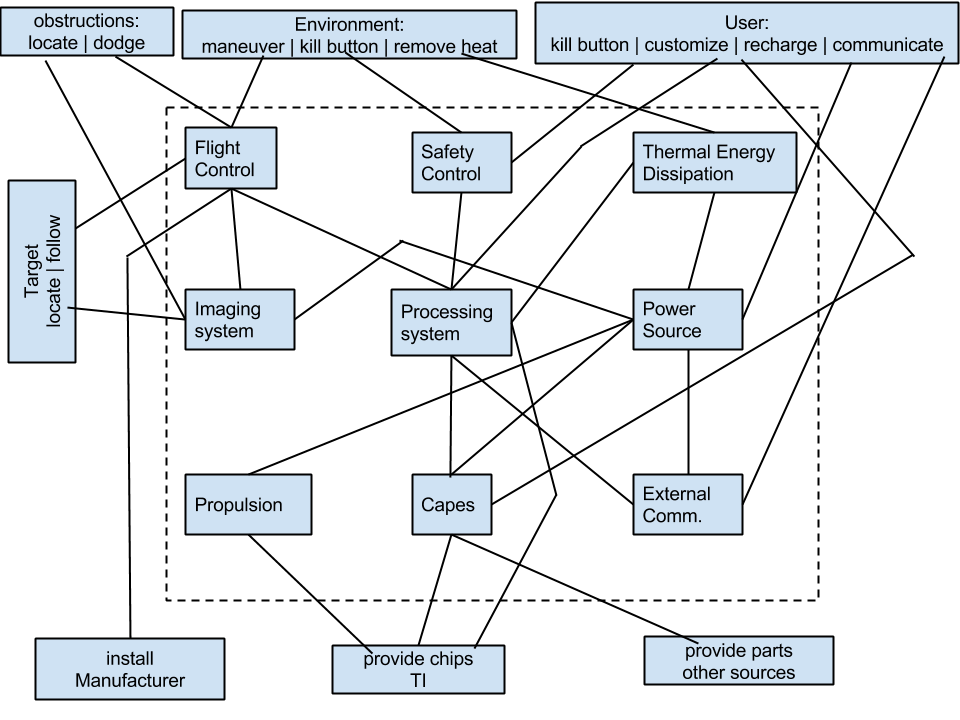 obstructions:
locate | dodge
Environment:
maneuver | kill button | remove heat
User:
kill button | customize | recharge | communicate
Flight
Control
Safety
Control
Thermal Energy
Dissipation
Target
locate | follow
Imaging
system
Processing
system
Power
Source
Propulsion
Capes
External
Comm.
install
Manufacturer
provide chips
TI
provide parts
other sources